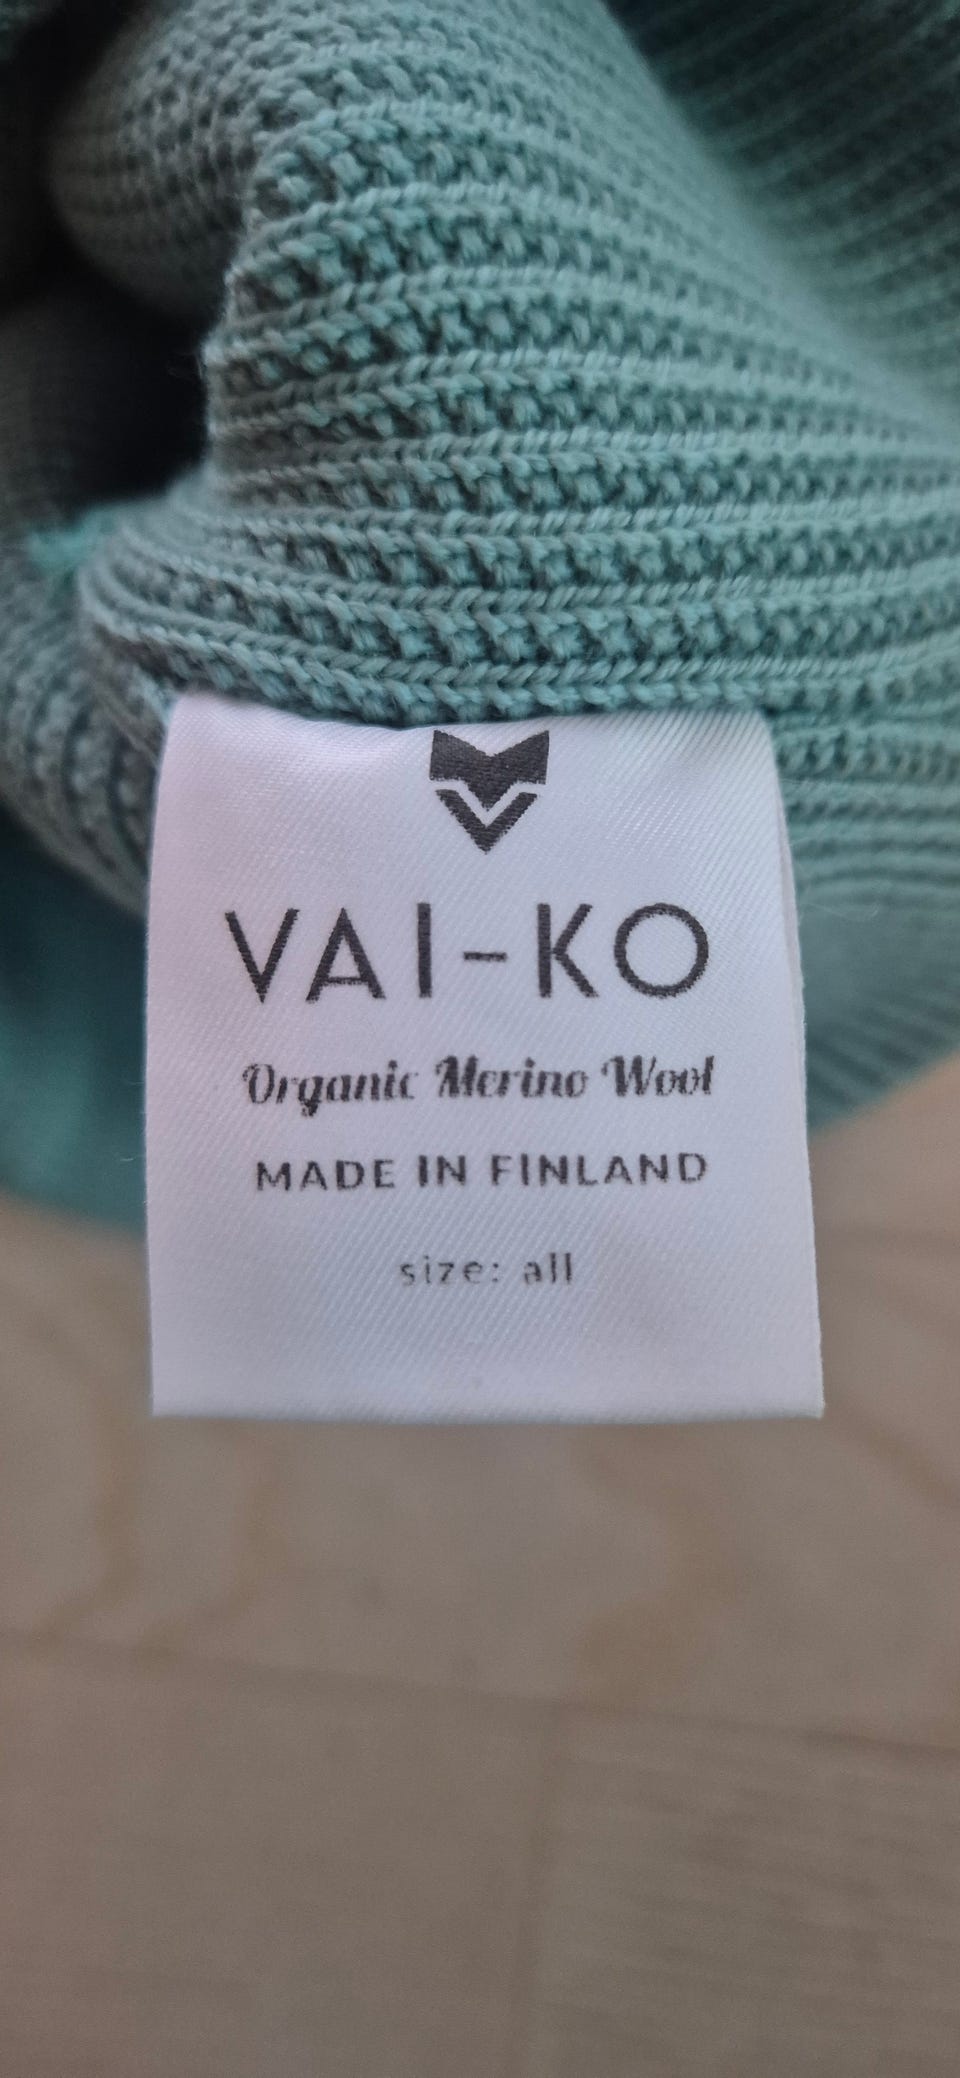 VAI-KO
Organic Merino Wool
MADE IN FINLAND
size: all